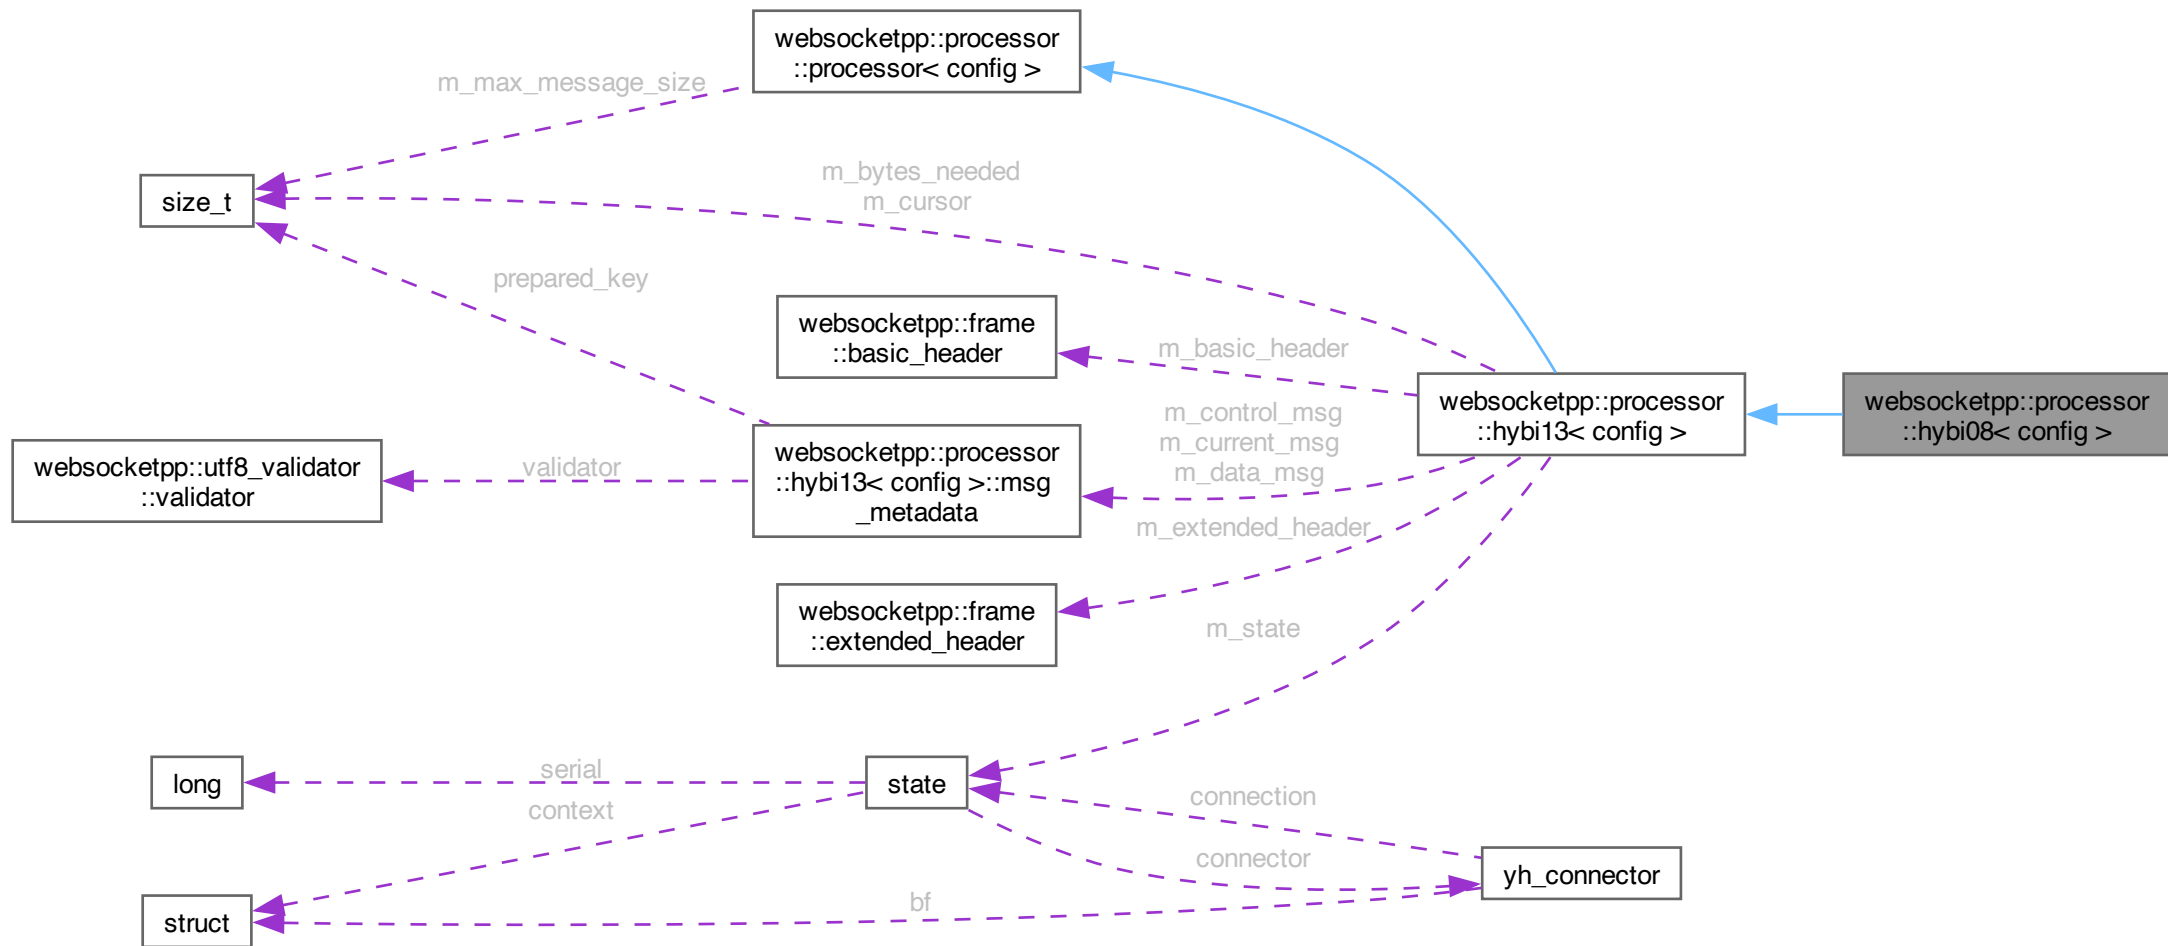 websocketpp::processor
::processor< config >
m_max_message_size
size_t
m_bytes_needed
m_cursor
prepared_key
websocketpp::frame
::basic_header
m_basic_header
websocketpp::processor
::hybi13< config >
websocketpp::processor
::hybi08< config >
m_control_msg
m_current_msg
m_data_msg
websocketpp::utf8_validator
::validator
validator
websocketpp::processor
::hybi13< config >::msg
_metadata
m_extended_header
websocketpp::frame
::extended_header
m_state
long
serial
state
context
connection
connector
yh_connector
struct
bf